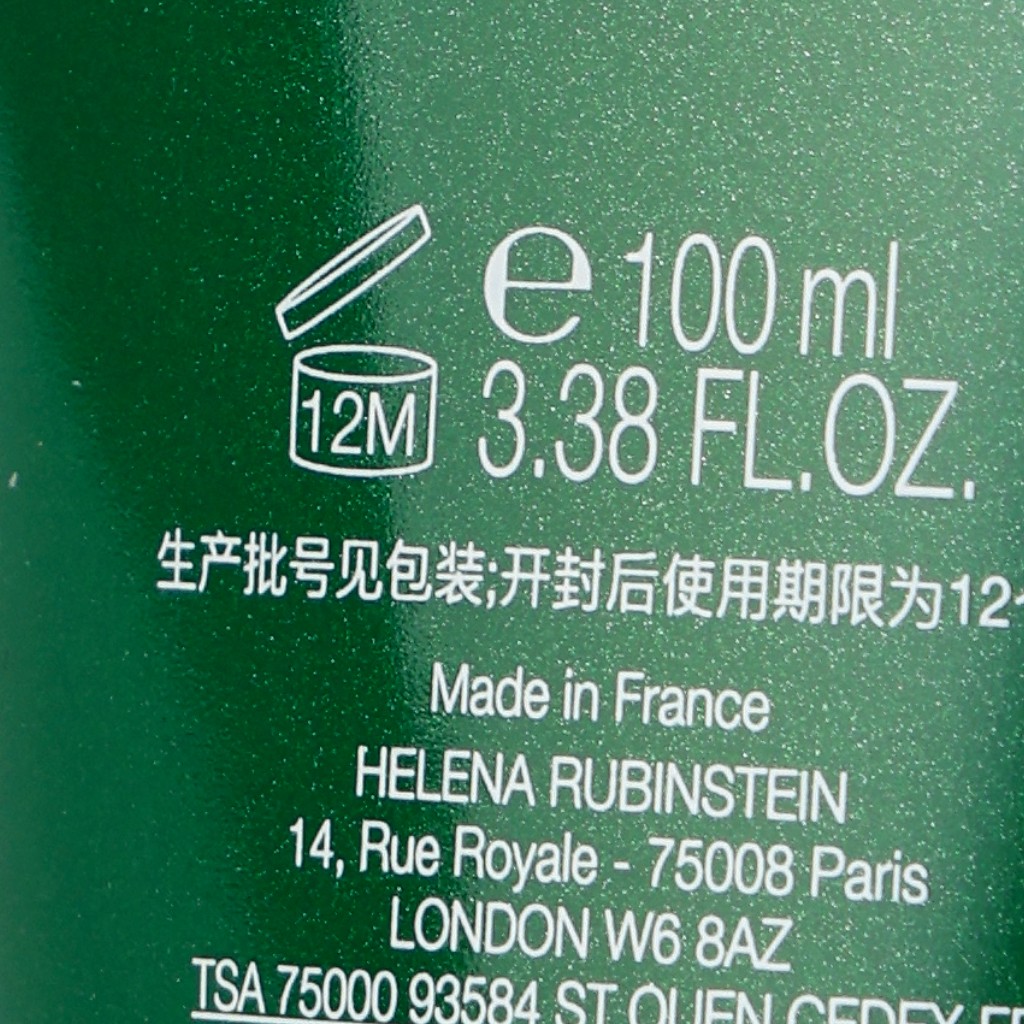 e 100 ml
12M 3.38 FL.OZ.
生产批号见包装;开封后使用期限为12
Made in France
HELENA RUBINSTEIN
14, Rue Royale - 75008 Paris
LONDON W6 8AZ
TSA 75000 93584 ST OUEN CEDEX